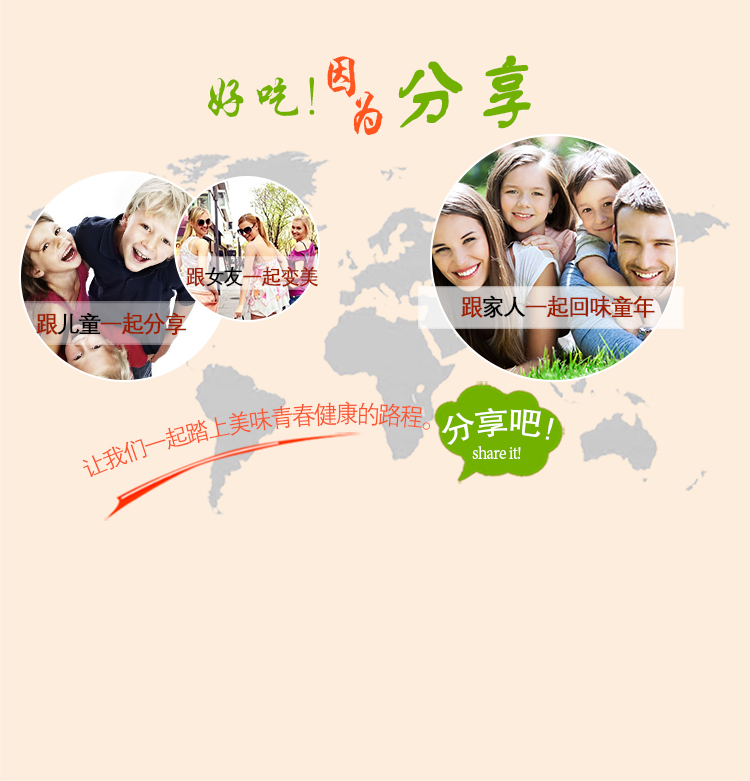 好吃!因为分享
跟女友一起变美
跟家人一起回味童年
跟儿童一起分享
让我们一起踏上美味青春健康的路程。
分享吧!
share it!